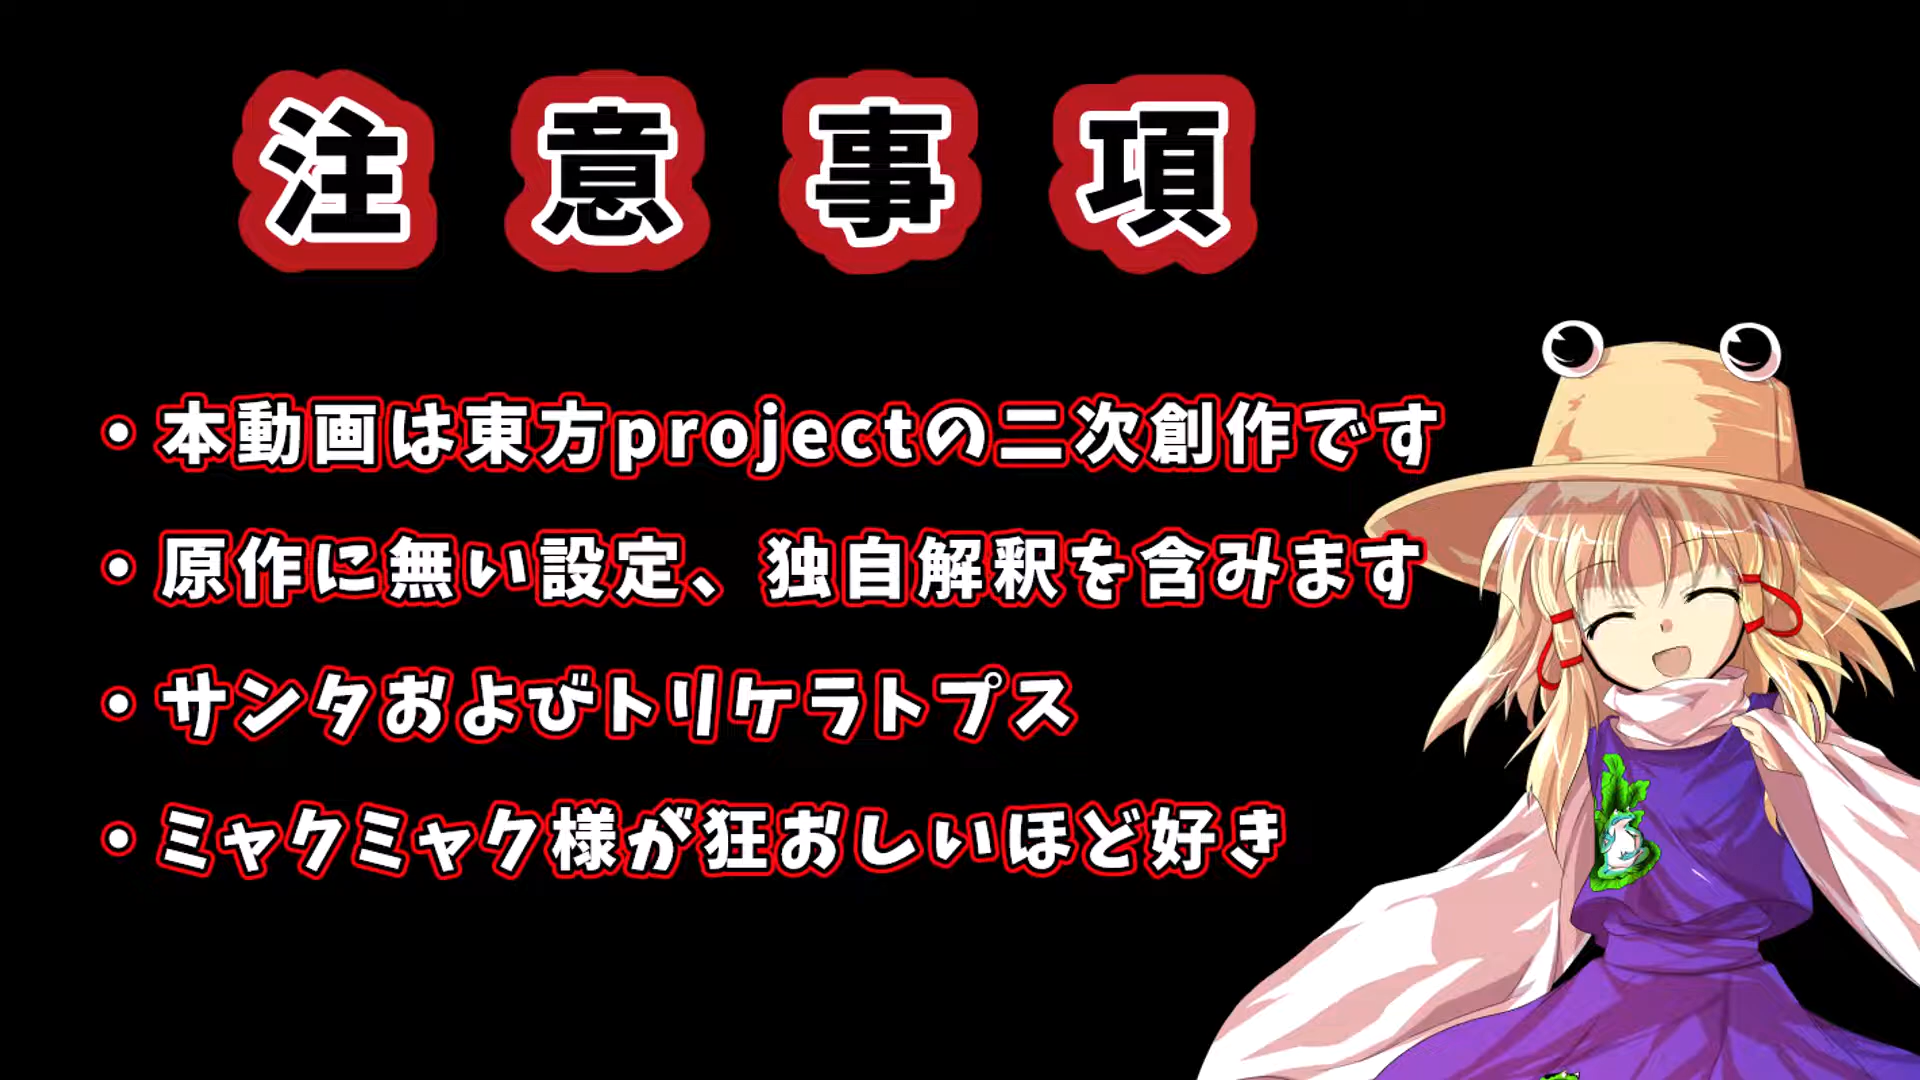 注意事項
・本動画は東方projectの二次創作です
・原作に無い設定、独自解釈を含みます
・サンタおよびトリケラトプス
・ミャクミャク様が狂おしいほど好き